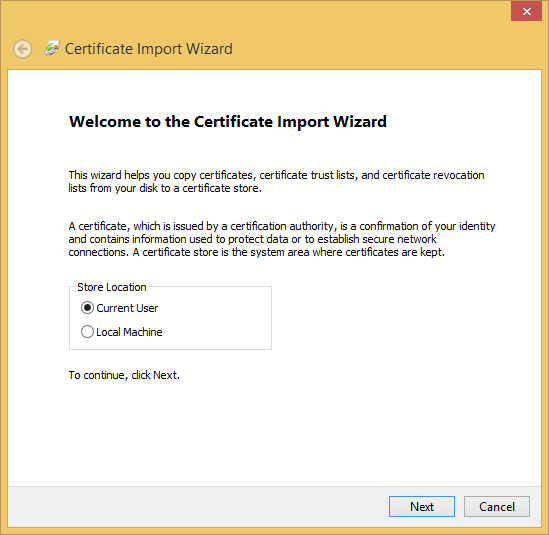 Certificate Import Wizard
Welcome to the Certificate Import Wizard
This wizard helps you copy certificates, certificate trust lists, and certificate revocation
lists from your disk to a certificate store.
A certificate, which is issued by a certification authority, is a confirmation of your identity
and contains information used to protect data or to establish secure network
connections. A certificate store is the system area where certificates are kept.
Store Location
Current User
Local Machine
To continue, click Next.
Next
Cancel